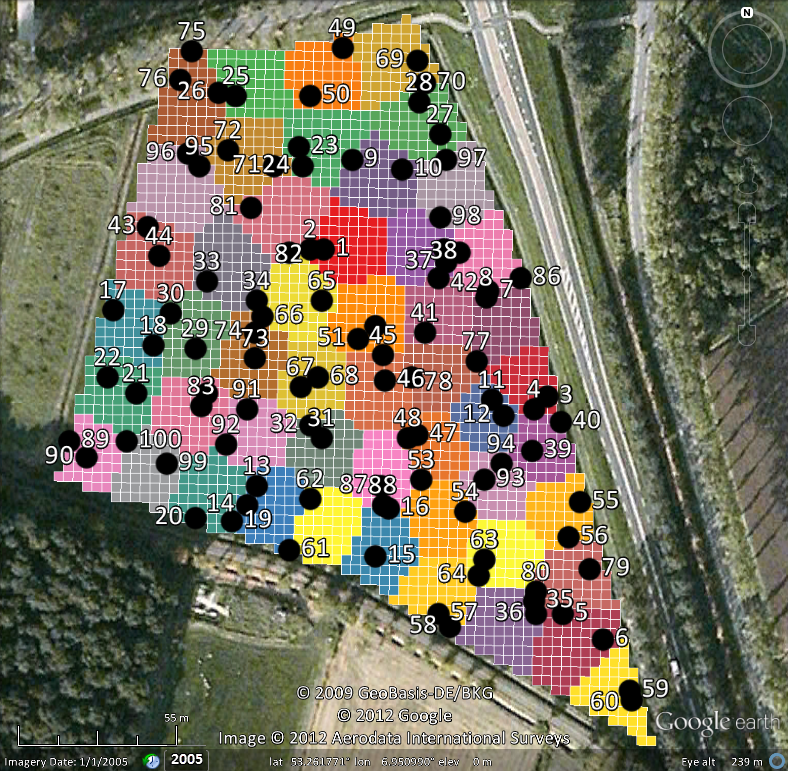 N
75 49
69
76 26 25 50 28 70
27
72
96 95 71 24 23 9 10 97
81
43 2 98
44 82 1 37 38
33 34 65 42 8 7 86
17 30 66
18 29 74 73 51 45 41
77
22 21 67 68 46 78
83 91 11 4 3
92 32 31 48 47 12 40
90 89 100 94 39
99 13 62 53 93
87 88 54 55
20 14 19 16
61 15 63 56
64 80 79
35
58 57 36 5
6
59
60
© 2009 GeoBasis-DE/BKG
© 2012 Google
Image © 2012 Aerodata International Surveys
Google earth
55 m
Imagery Date: 1/1/2005 2005 lat 53.261771° lon 6.950990° elev 0 m Eye alt 239 m